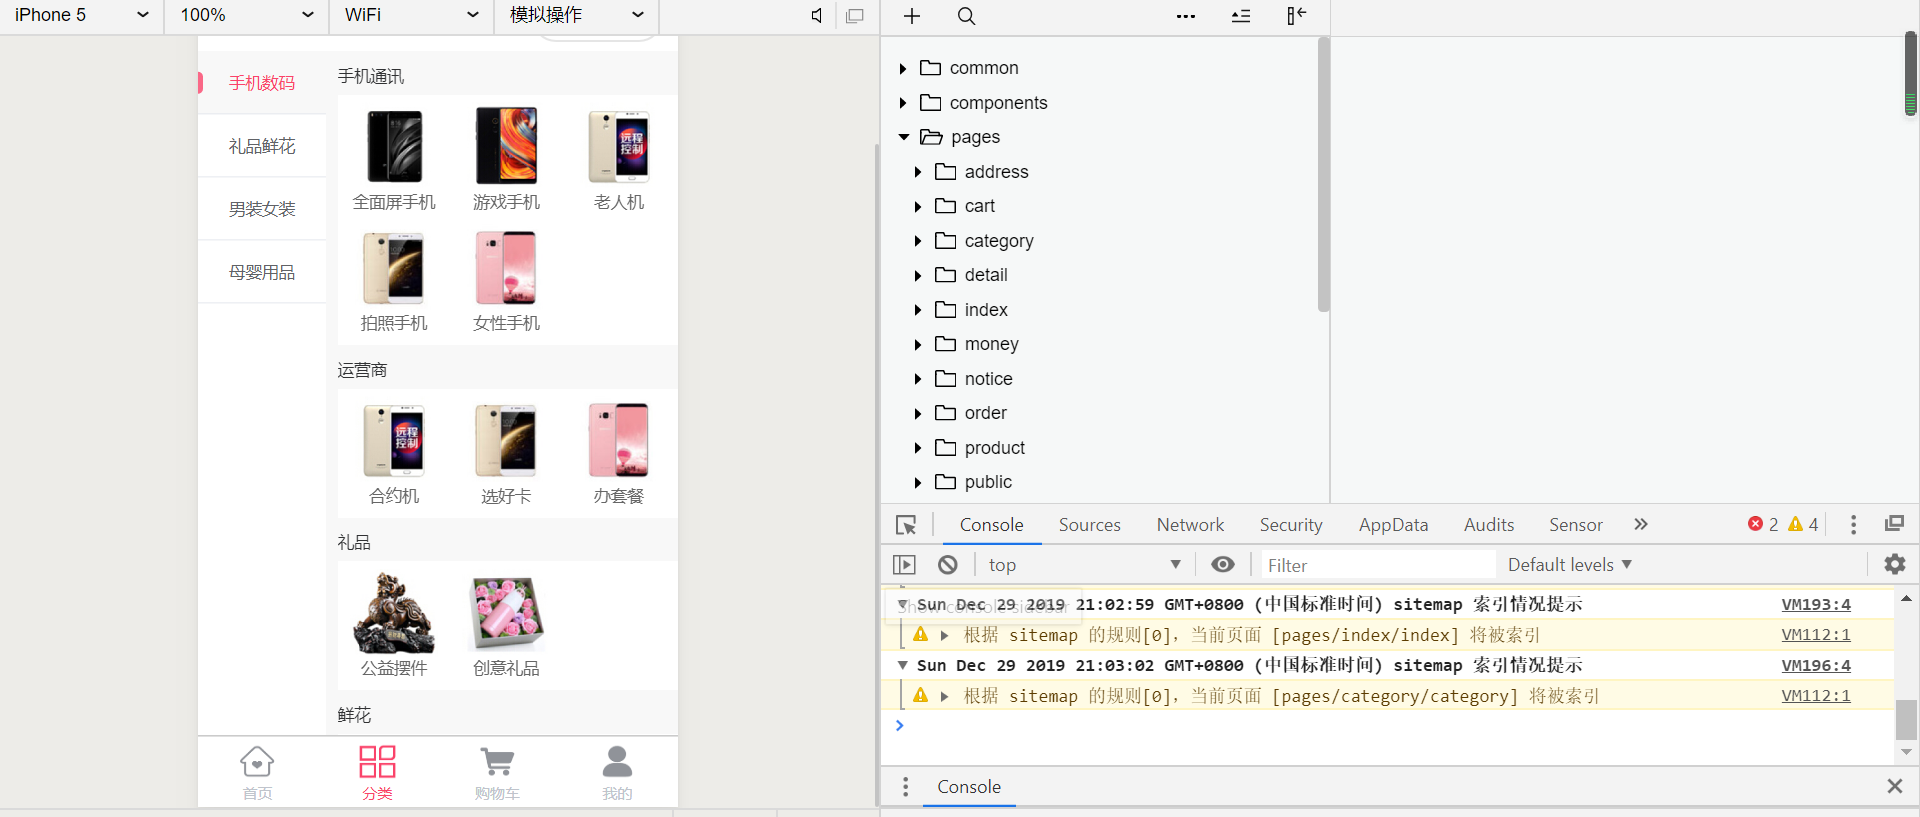 iPhone 5
100%
WiFi
模拟操作
手机数码
礼品鲜花
男装女装
母婴用品
手机通讯
远程
控制
全面屏手机
游戏手机
老人机
拍照手机
女性手机
运营商
远程
控制
合约机
选好卡
办套餐
礼品
公益摆件
创意礼品
鲜花
首页
分类
购物车
我的
common
components
pages
address
cart
category
detail
index
money
notice
order
product
public
Console
Sources
Network
Security
AppData
Audits
Sensor
2
4
top
Filter
Default levels
Show console sidebar
Sun Dec 29 2019 21:02:59 GMT+0800 (中国标准时间) sitemap 索引情况提示
VM193:4
根据 sitemap 的规则[0]，当前页面 [pages/index/index] 将被索引
VM112:1
Sun Dec 29 2019 21:03:02 GMT+0800 (中国标准时间) sitemap 索引情况提示
VM196:4
根据 sitemap 的规则[0]，当前页面 [pages/category/category] 将被索引
VM112:1
Console